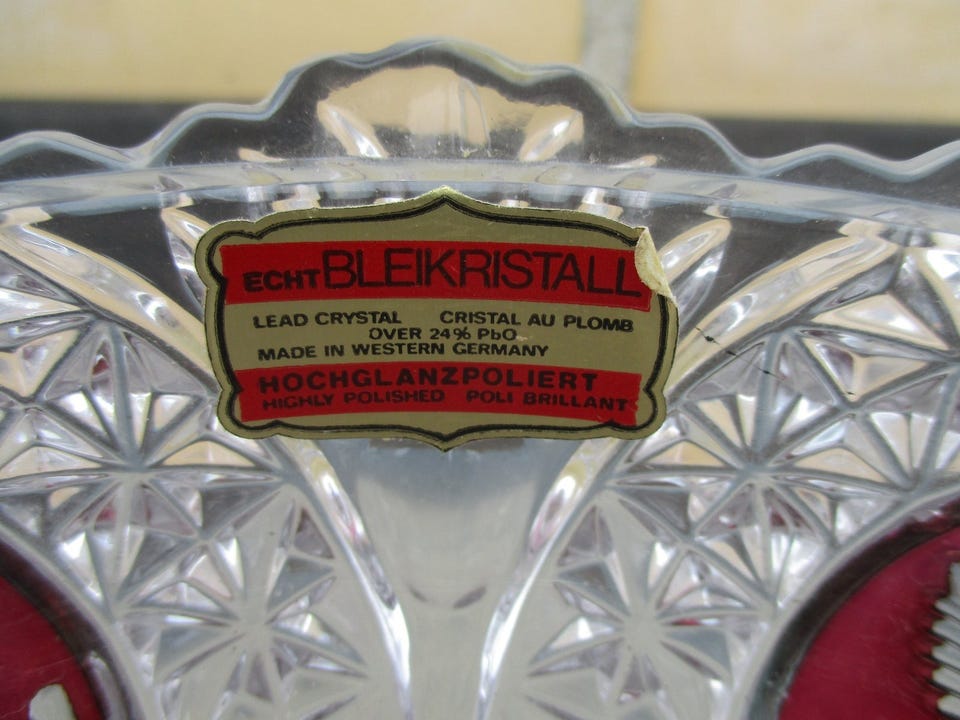 ECHT BLEIKRISTALL
LEAD CRYSTAL CRISTAL AU PLOMB
OVER 24% PbO
MADE IN WESTERN GERMANY
HOCHGLANZPOLIERT
HIGHLY POLISHED POLI BRILLANT